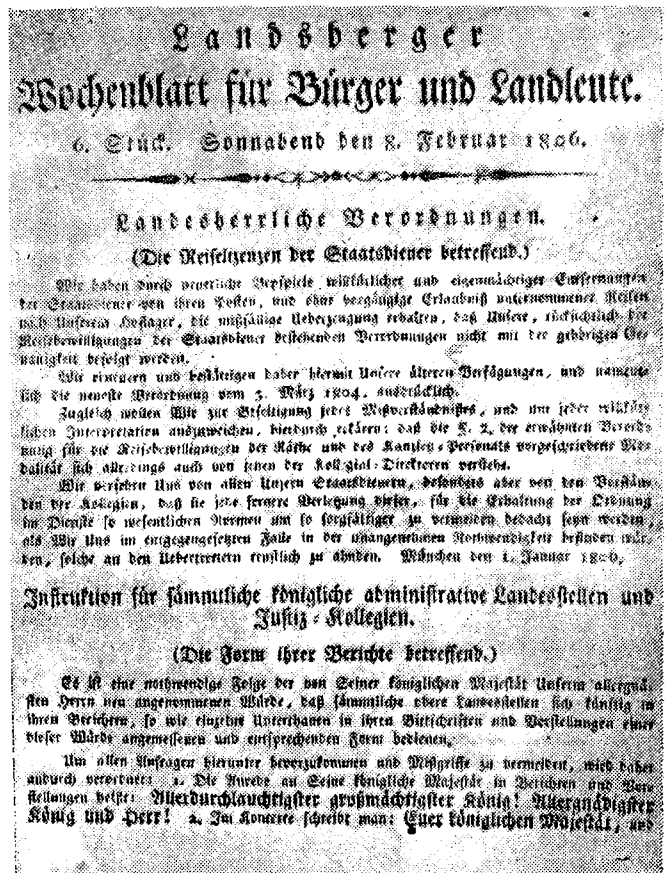 Landsberger
Wochenblatt für Bürger und Landleute.
6. Stück. Sonnabend den 8. Februar 1806.
Landesherrliche Verordnungen.
(Die Reiselizenzen der Staatsdiener betreffend.)
Wir haben durch neuerliche Beyspiele willkürlicher und eigenmächtiger Entfernungen
der Staatsdiener von ihren Posten, und ohne vorgängige Erlaubniß unternommener Reisen
nach Unserem Hoflager, die mißfällige Ueberzeugung erhalten, daß Unsere, rücksichtlich der
Reisebewilligungen der Staatsdiener bestehenden Verordnungen nicht mit der gehörigen Ge-
nauigkeit befolgt werden.
Wir erneuern und bestätigen daher hiermit Unsere älteren Verfügungen, und nament-
lich die neueste Verordnung vom 3. März 1804. ausdrücklich.
Zugleich wollen Wir zur Beseitigung jedes Mißverständnißes, und um jeder willkür-
lichen Interpretation auszuweichen, hierdurch erklären: daß die §. 2. der erwähnten Verord-
nung für die Reisebewilligungen der Räthe und des Kanzley-Personals vorgeschriebene Mo-
dalität sich allerdings auch von jenen der Kollegial-Direktoren verstehe.
Wir versehen Uns von allen Unsern Staatsdienern, besonders aber von den Vorstän-
den der Kollegien, daß sie jede fernere Verletzung dieser, für die Erhaltung der Ordnung
im Dienste so wesentlichen Normen um so sorgfältiger zu vermeiden bedacht seyn werden,
als Wir Uns im entgegengesetzten Falle in der unangenehmen Nothwendigkeit befinden wür-
den, solche an den Uebertretern ernstlich zu ahnden. München den 1. Januar 1806.
Instruktion für sämmtliche königliche administrative Landesstellen und
Justiz-Kollegien.
(Die Form ihrer Berichte betreffend.)
Es ist eine nothwendige Folge der von Seiner königlichen Majestät Unserm allergnä-
sten Herrn neu angenommenen Würde, daß sämmtliche obere Landesstellen sich künftig in
ihren Berichten, so wie einzelne Unterthanen in ihren Bittschriften und Vorstellungen einer
dieser Würde angemessenen und entsprechenden Form bedienen.
Um allen Anfragen hierunter bevorzukommen und Mißgriffe zu vermeiden, wird daher
andurch verordnet: 1. Die Anrede an Seine königliche Majestät in Berichten und Vor-
stellungen heißt: Allerdurchlauchtigster großmächtigster König! Allergnädigster
König und Herr! 2. Im Kontexte schreibt man: Euer königlichen Majestät, und